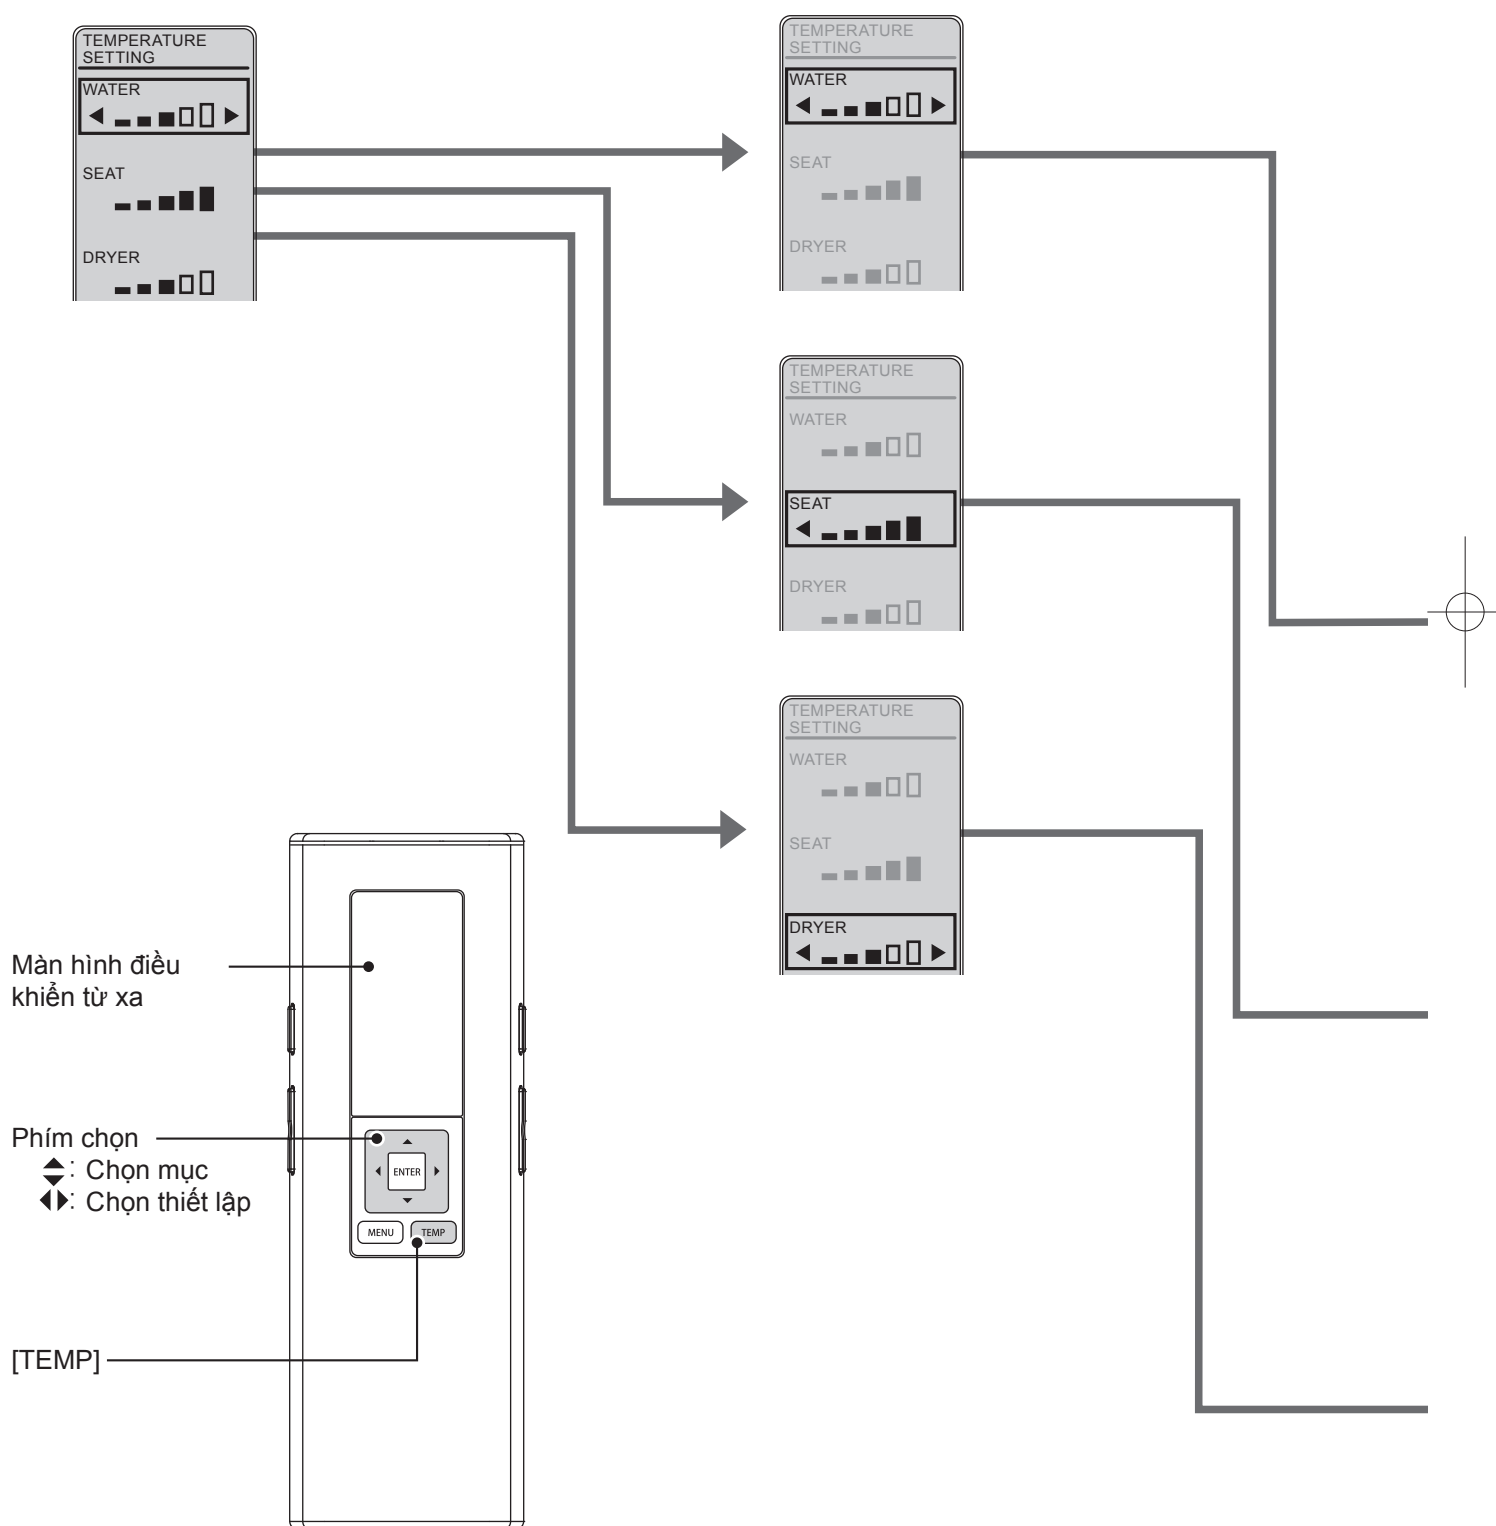 TEMPERATURE
SETTING
WATER
SEAT
DRYER
TEMPERATURE
SETTING
WATER
SEAT
DRYER
TEMPERATURE
SETTING
WATER
SEAT
DRYER
TEMPERATURE
SETTING
WATER
SEAT
DRYER
Màn hình điều
khiển từ xa
Phím chọn
: Chọn mục
: Chọn thiết lập
[TEMP]
ENTER
MENU
TEMP